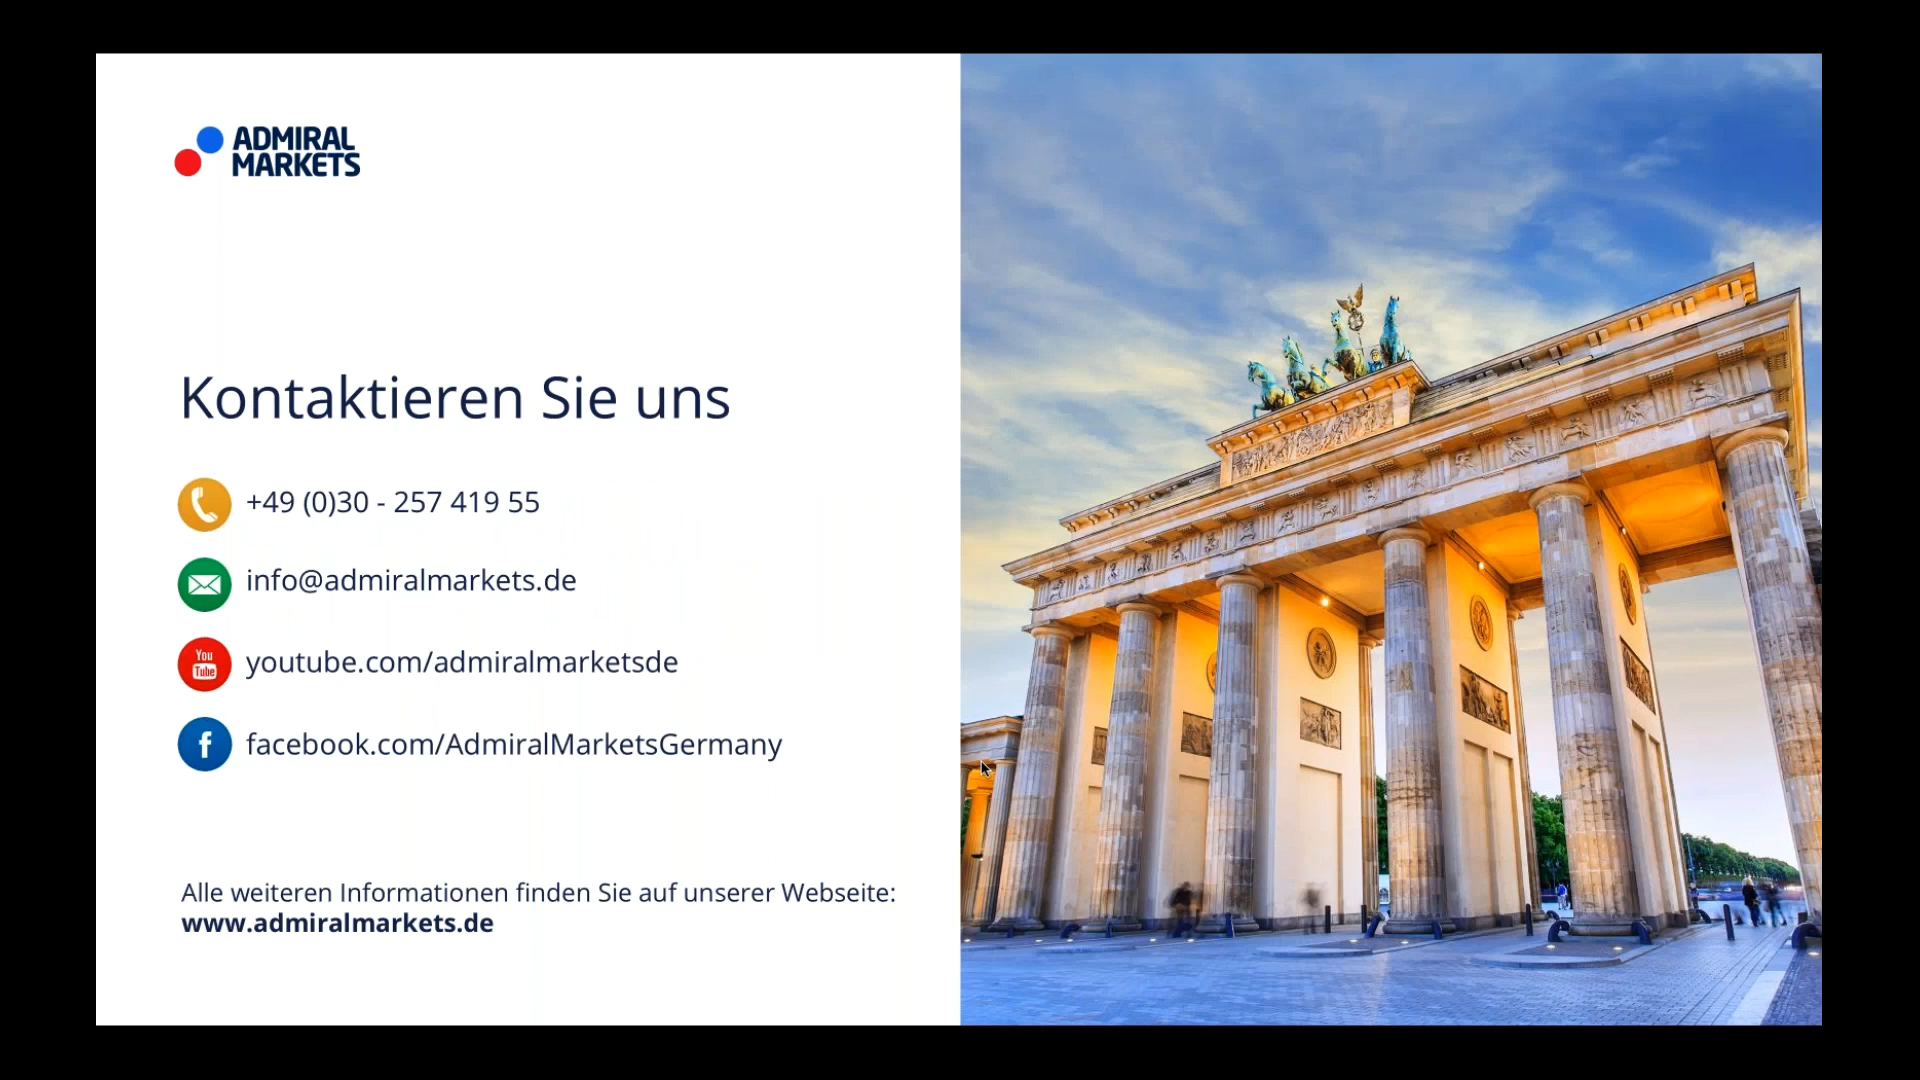 ADMIRAL
MARKETS
Kontaktieren Sie uns
+49 (0)30 - 257 419 55
info@admiralmarkets.de
You
Tube
youtube.com/admiralmarketsde
f
facebook.com/AdmiralMarketsGermany
Alle weiteren Informationen finden Sie auf unserer Webseite:
www.admiralmarkets.de